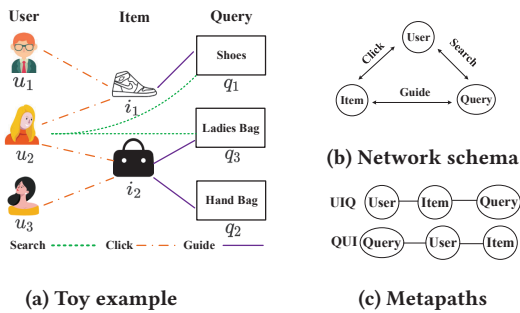 User Item Query
Shoes
u1 i1 q1
Ladies Bag
u2 q3
i2
Hand Bag
u3 q2
Search Click Guide
(a) Toy example
User
Click Search
Guide
Item Query
(b) Network schema
UIQ User Item Query
QUI Query User Item
(c) Metapaths